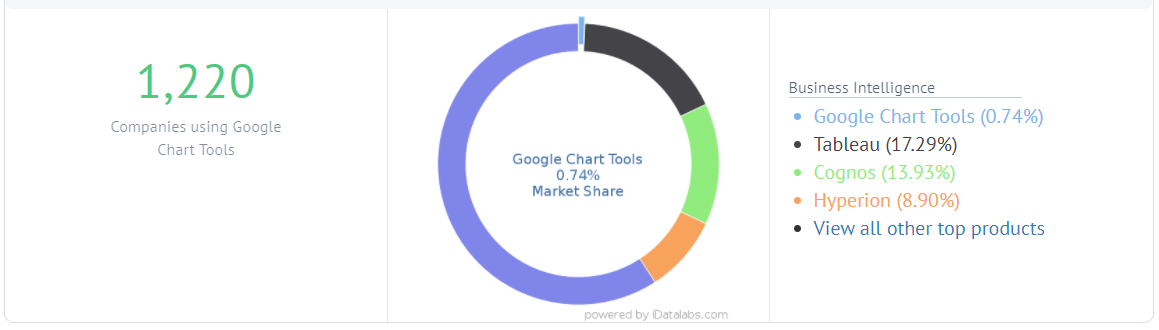 1,220
Companies using Google
Chart Tools
Google Chart Tools
0.74%
Market Share
powered by iDatalabs.com
Business Intelligence
Google Chart Tools (0.74%)
Tableau (17.29%)
Cognos (13.93%)
Hyperion (8.90%)
View all other top products